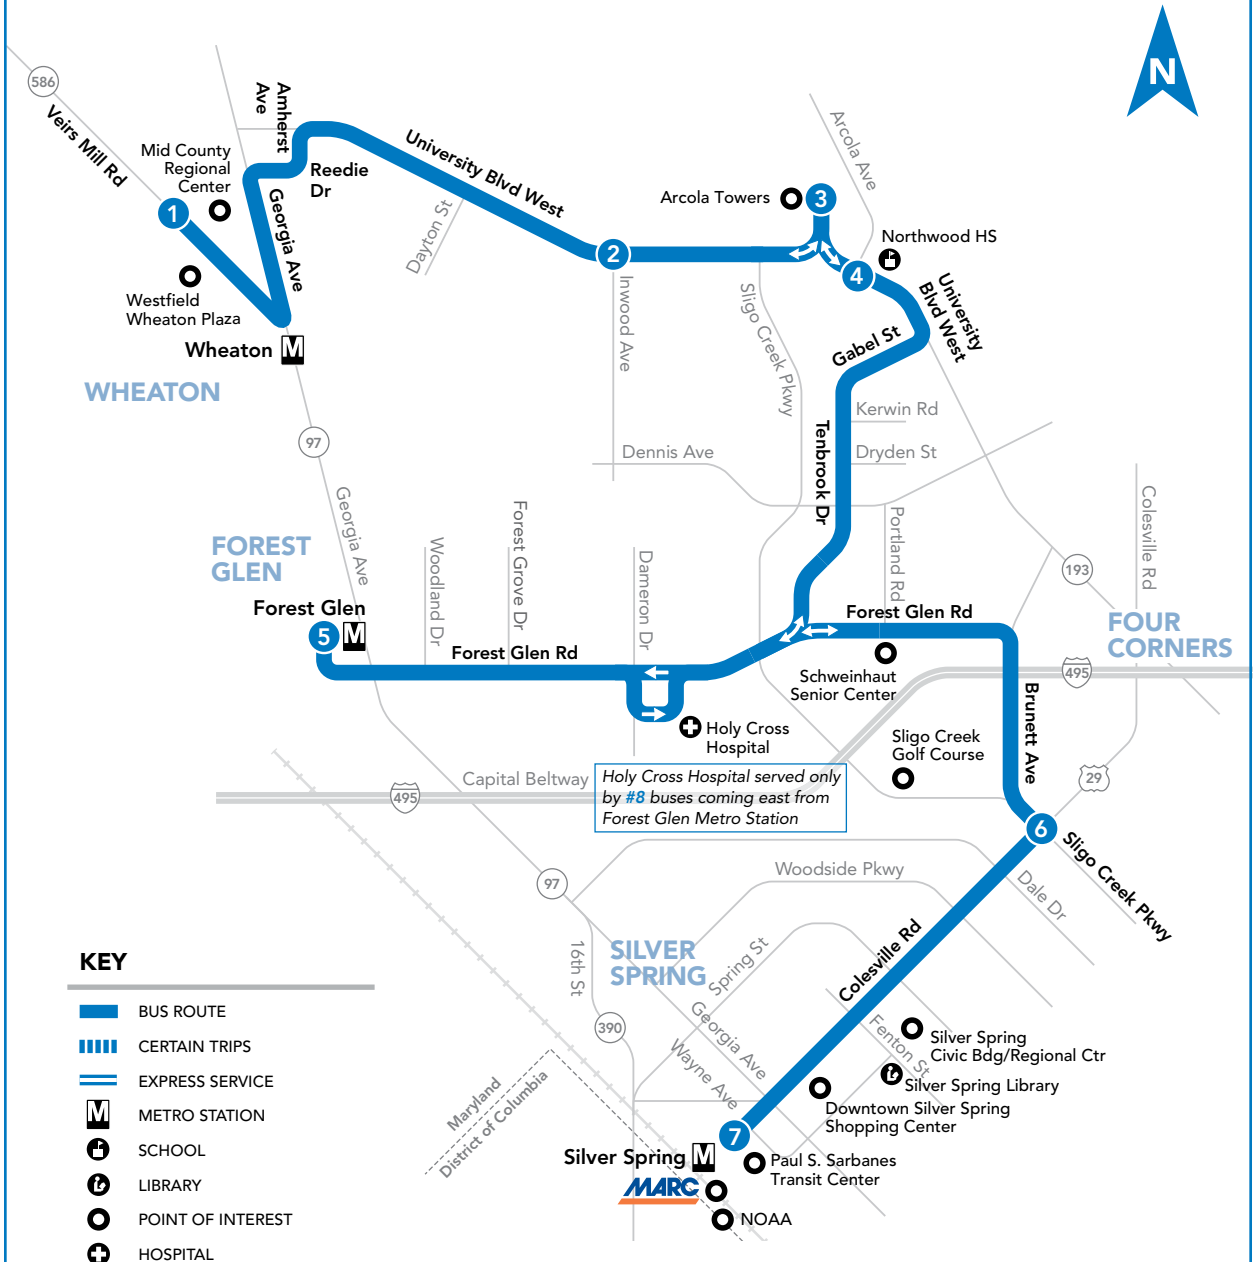 N
586
Veirs Mill Rd
Amherst
Ave
Mid County
Regional
Center
Reedie
Dr
University Blvd West
Arcola Ave
1
Georgia Ave
Dayton St
Arcola Towers
3
Northwood HS
2
4
Westfield
Wheaton Plaza
Wheaton M
WHEATON
Inwood Ave
Sligo Creek Pkwy
University
Blvd West
Gabel St
Kerwin Rd
97
Dennis Ave
Tenbrook Dr
Dryden St
Georgia Ave
Forest Grove Dr
Portland Rd
Colesville Rd
FOREST
GLEN
Woodland Dr
Dameron Dr
193
Forest Glen
5 M
Forest Glen Rd
Forest Glen Rd
FOUR
CORNERS
495
Schweinhaut
Senior Center
Brunett Ave
Holy Cross
Hospital
Sligo Creek
Golf Course
29
Capital Beltway
495
Holy Cross Hospital served only
by #8 buses coming east from
Forest Glen Metro Station
6
Sligo Creek Pkwy
97
Woodside Pkwy
Dale Dr
16th St
SILVER
SPRING
Spring St
Colesville Rd
390
Georgia Ave
Wayne Ave
Fenton St
Silver Spring
Civic Bdg/Regional Ctr
Silver Spring Library
Downtown Silver Spring
Shopping Center
Maryland
District of Columbia
7
Silver Spring M
Paul S. Sarbanes
Transit Center
MARC
NOAA
KEY
BUS ROUTE
CERTAIN TRIPS
EXPRESS SERVICE
M METRO STATION
SCHOOL
LIBRARY
POINT OF INTEREST
HOSPITAL